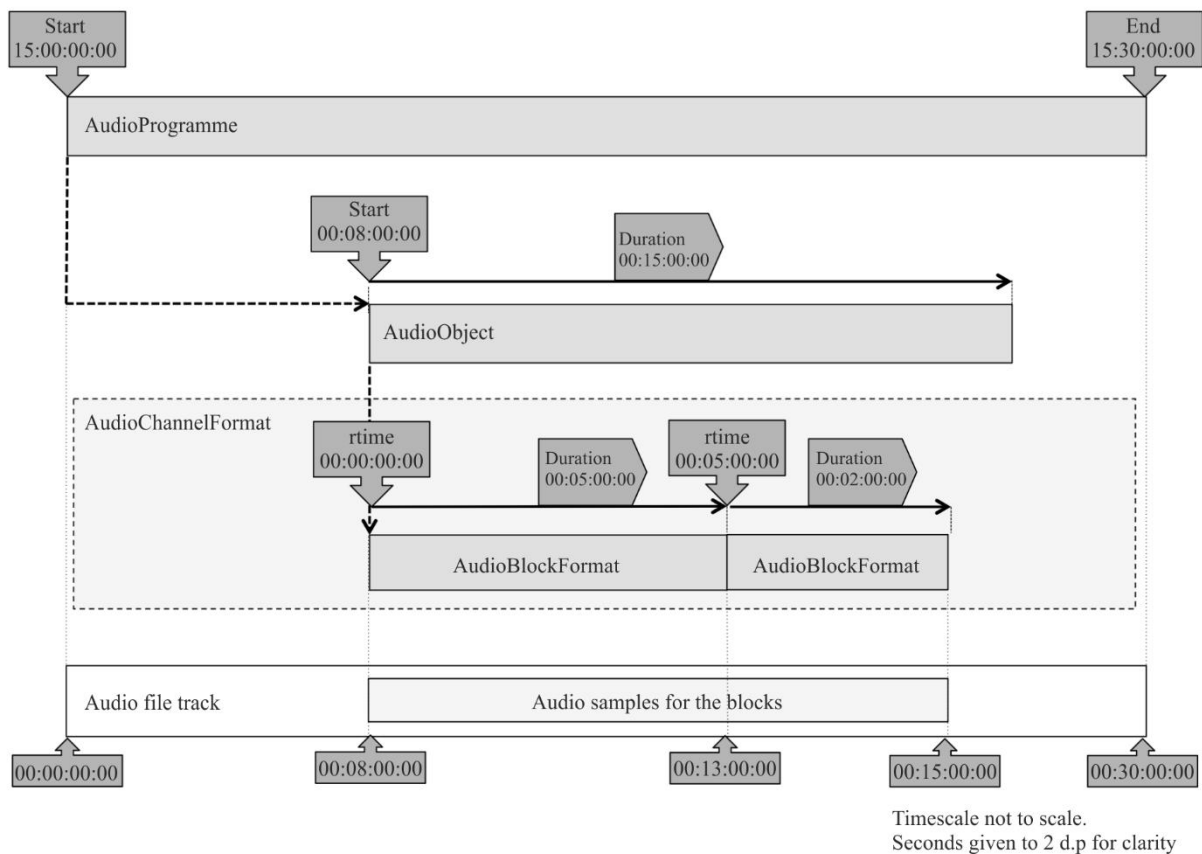 Start
15:00:00:00
End
15:30:00:00
AudioProgramme
Start
00:08:00:00
Duration
00:15:00:00
AudioObject
AudioChannelFormat
rtime
00:00:00:00
Duration
00:05:00:00
rtime
00:05:00:00
Duration
00:02:00:00
AudioBlockFormat
AudioBlockFormat
Audio file track
Audio samples for the blocks
00:00:00:00
00:08:00:00
00:13:00:00
00:15:00:00
00:30:00:00
Timescale not to scale.
Seconds given to 2 d.p for clarity